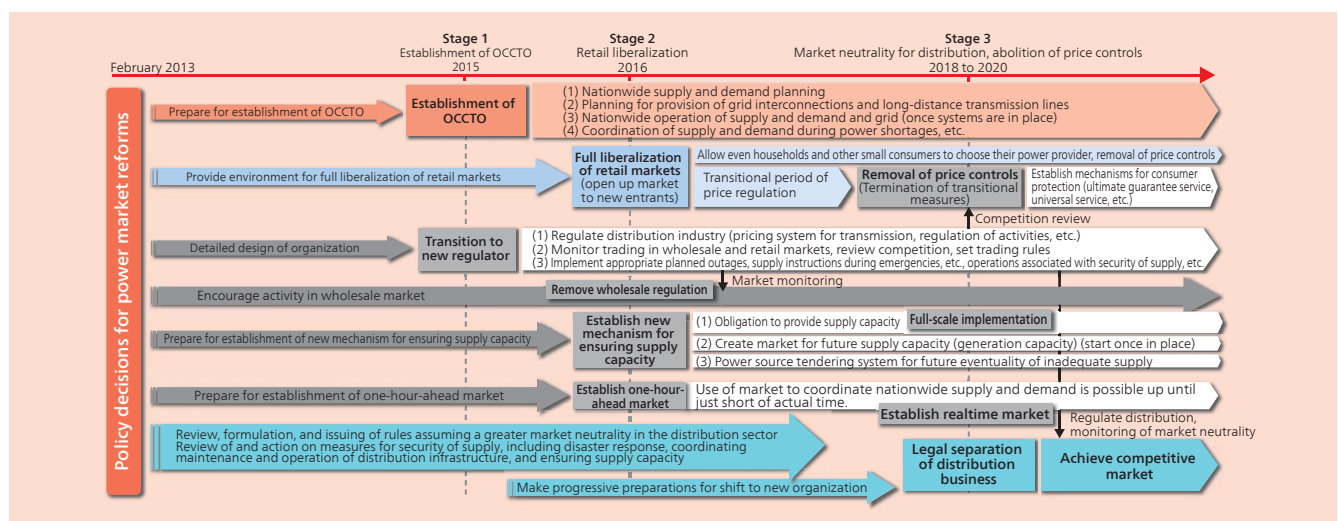 Stage 1
Establishment of OCCTO
2015
Stage 2
Retail liberalization
2016
Stage 3
Market neutrality for distribution, abolition of price controls
2018 to 2020
February 2013
Policy decisions for power market reforms
Prepare for establishment of OCCTO
Establishment of
OCCTO
(1) Nationwide supply and demand planning
(2) Planning for provision of grid interconnections and long-distance transmission lines
(3) Nationwide operation of supply and demand and grid (once systems are in place)
(4) Coordination of supply and demand during power shortages, etc.
Provide environment for full liberalization of retail markets
Full liberalization
of retail markets
(open up market
to new entrants)
Allow even households and other small consumers to choose their power provider, removal of price controls
Transitional period of
price regulation
Removal of price controls
(Termination of transitional
measures)
Establish mechanisms for consumer
protection (ultimate guarantee service,
universal service, etc.)
Competition review
Detailed design of organization
Transition to
new regulator
(1) Regulate distribution industry (pricing system for transmission, regulation of activities, etc.)
(2) Monitor trading in wholesale and retail markets, review competition, set trading rules
(3) Implement appropriate planned outages, supply instructions during emergencies, etc., operations associated with security of supply, etc.
Market monitoring
Encourage activity in wholesale market
Remove wholesale regulation
Prepare for establishment of new mechanism for ensuring supply capacity
Establish new
mechanism for
ensuring supply
capacity
(1) Obligation to provide supply capacity
Full-scale implementation
(2) Create market for future supply capacity (generation capacity) (start once in place)
(3) Power source tendering system for future eventuality of inadequate supply
Prepare for establishment of one-hour-ahead market
Establish one-hour-
ahead market
Use of market to coordinate nationwide supply and demand is possible up until
just short of actual time.
Establish realtime market
Regulate distribution,
monitoring of market neutrality
Review, formulation, and issuing of rules assuming a greater market neutrality in the distribution sector
Review of and action on measures for security of supply, including disaster response, coordinating
maintenance and operation of distribution infrastructure, and ensuring supply capacity
Make progressive preparations for shift to new organization
Legal separation
of distribution
business
Achieve competitive
market